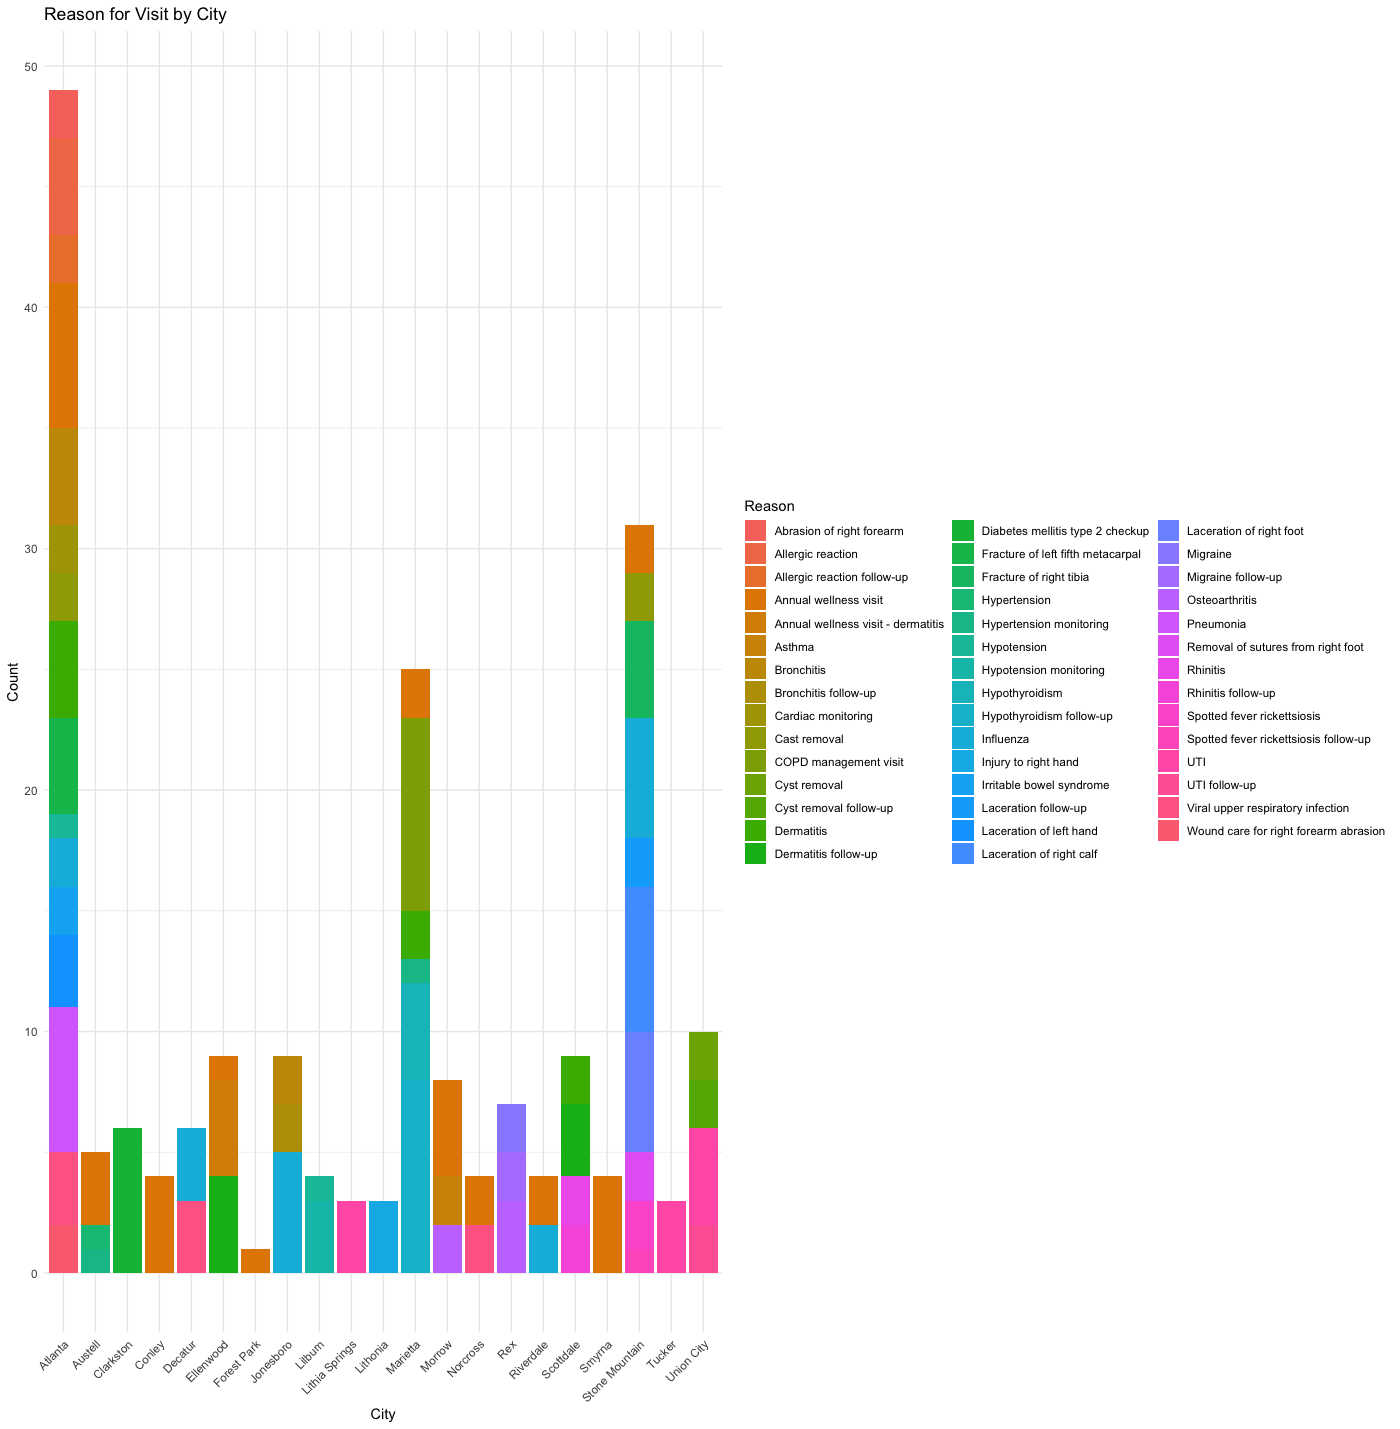 Reason for Visit by City
50
40
30
20
10
0
Count
Atlanta
Austell
Clarkston
Conley
Decatur
Ellenwood
Forest Park
Jonesboro
Lilburn
Lithia Springs
Lithonia
Marietta
Morrow
Norcross
Rex
Riverdale
Scottdale
Smyrna
Stone Mountain
Tucker
Union City
City
Reason
Abrasion of right forearm
Allergic reaction
Allergic reaction follow-up
Annual wellness visit
Annual wellness visit - dermatitis
Asthma
Bronchitis
Bronchitis follow-up
Cardiac monitoring
Cast removal
COPD management visit
Cyst removal
Cyst removal follow-up
Dermatitis
Dermatitis follow-up
Diabetes mellitis type 2 checkup
Fracture of left fifth metacarpal
Fracture of right tibia
Hypertension
Hypertension monitoring
Hypotension
Hypotension monitoring
Hypothyroidism
Hypothyroidism follow-up
Influenza
Injury to right hand
Irritable bowel syndrome
Laceration follow-up
Laceration of left hand
Laceration of right calf
Laceration of right foot
Migraine
Migraine follow-up
Osteoarthritis
Pneumonia
Removal of sutures from right foot
Rhinitis
Rhinitis follow-up
Spotted fever rickettsiosis
Spotted fever rickettsiosis follow-up
UTI
UTI follow-up
Viral upper respiratory infection
Wound care for right forearm abrasion